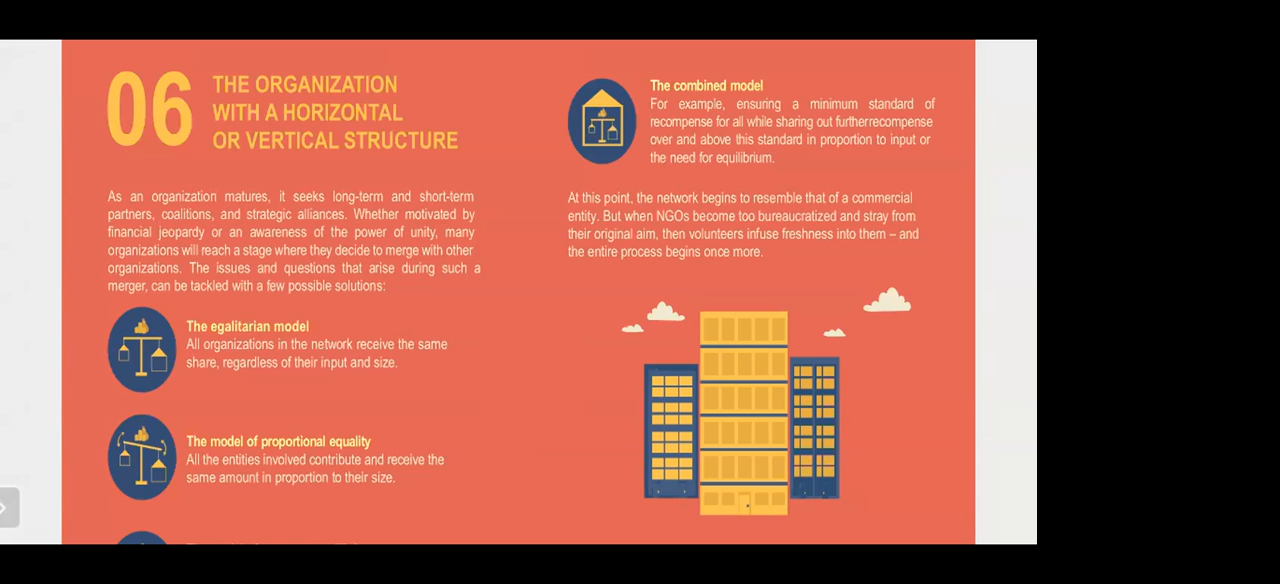 06
THE ORGANIZATION
WITH A HORIZONTAL
OR VERTICAL STRUCTURE
As an organization matures, it seeks long-term and short-term
partners, coalitions, and strategic alliances. Whether motivated by
financial jeopardy or an awareness of the power of unity, many
organizations will reach a stage where they decide to merge with other
organizations. The issues and questions that arise during such a
merger, can be tackled with a few possible solutions:
The egalitarian model
All organizations in the network receive the same
share, regardless of their input and size.
The model of proportional equality
All the entities involved contribute and receive the
same amount in proportion to their size.
The combined model
For example, ensuring a minimum standard of
recompense for all while sharing out furtherrecompense
over and above this standard in proportion to input or
the need for equilibrium.
At this point, the network begins to resemble that of a commercial
entity. But when NGOs become too bureaucratized and stray from
their original aim, then volunteers infuse freshness into them – and
the entire process begins once more.